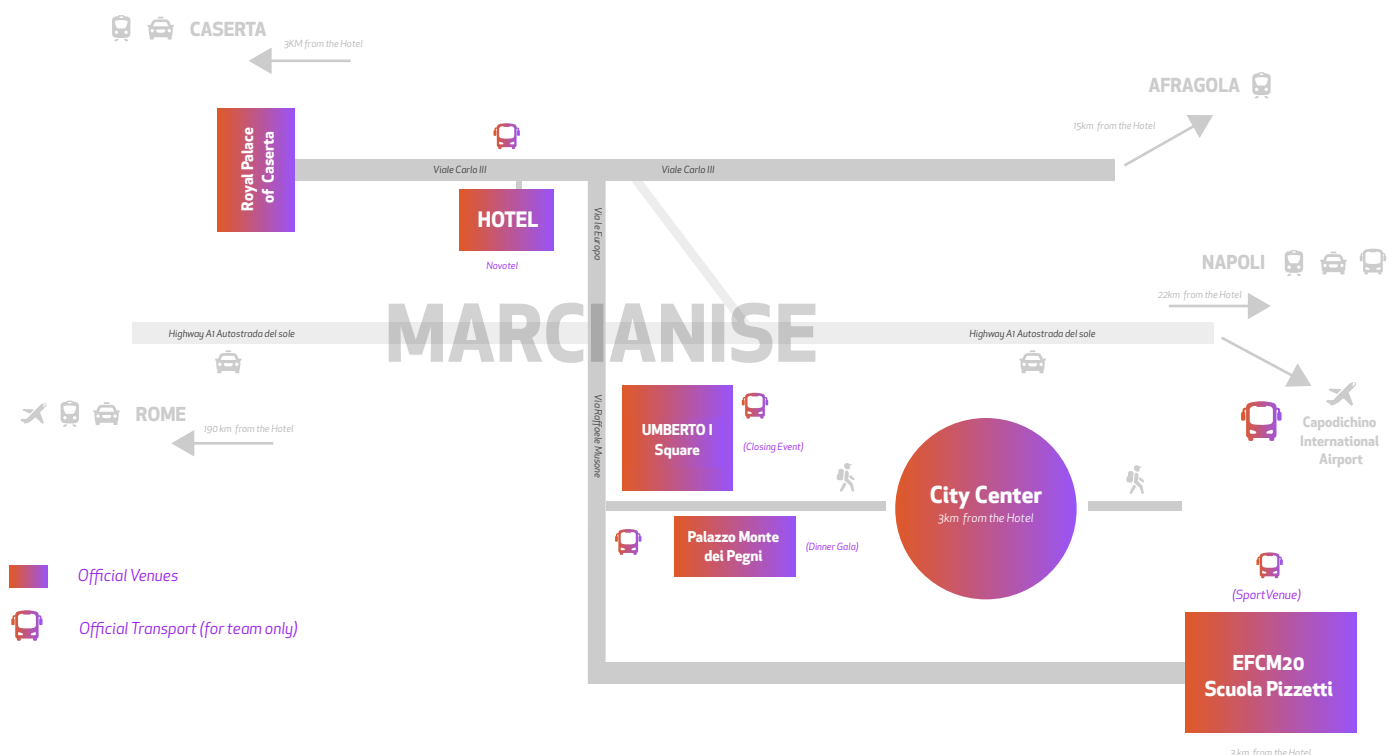 CASERTA
3KM from the Hotel
AFRAGOLA
15km from the Hotel
Royal Palace
of Caserta
Viale Carlo III
Viale Carlo III
HOTEL
Novotel
Viale Europa
NAPOLI
22km from the Hotel
MARCIANISE
Highway A1 Autostrada del sole
Highway A1 Autostrada del sole
ROME
190 km from the Hotel
Via Raffaele Musone
UMBERTO I
Square
(Closing Event)
Capodichino
International
Airport
City Center
3km from the Hotel
Palazzo Monte
dei Pegni
(Dinner Gala)
Official Venues
Official Transport (for team only)
(Sport Venue)
EFCM20
Scuola Pizzetti
3 km from the Hotel